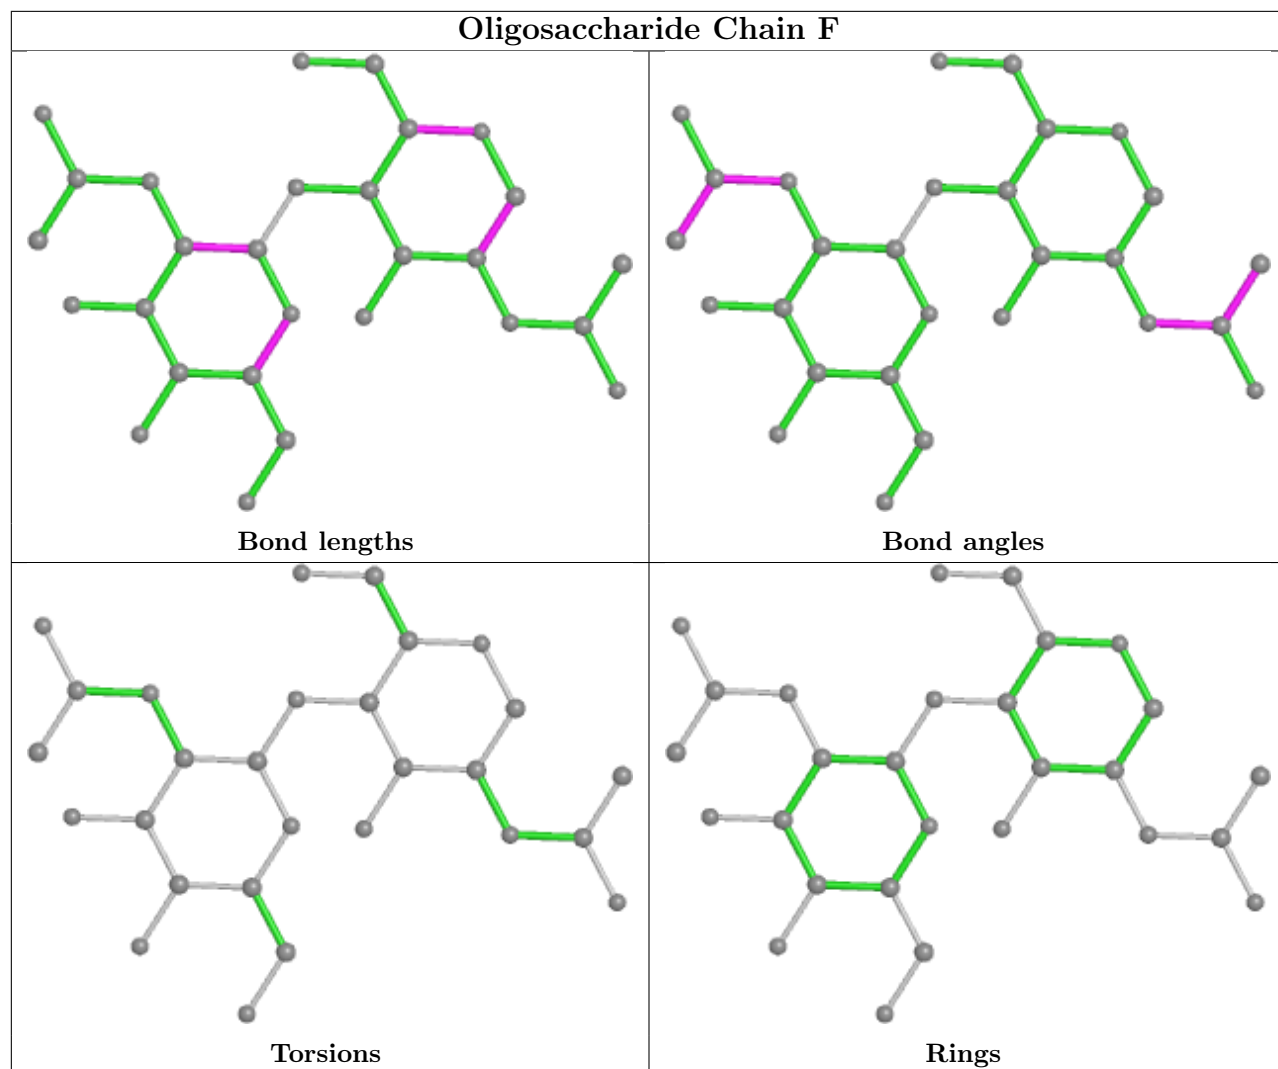 Oligosaccharide Chain F
Bond lengths
Bond angles
Torsions
Rings